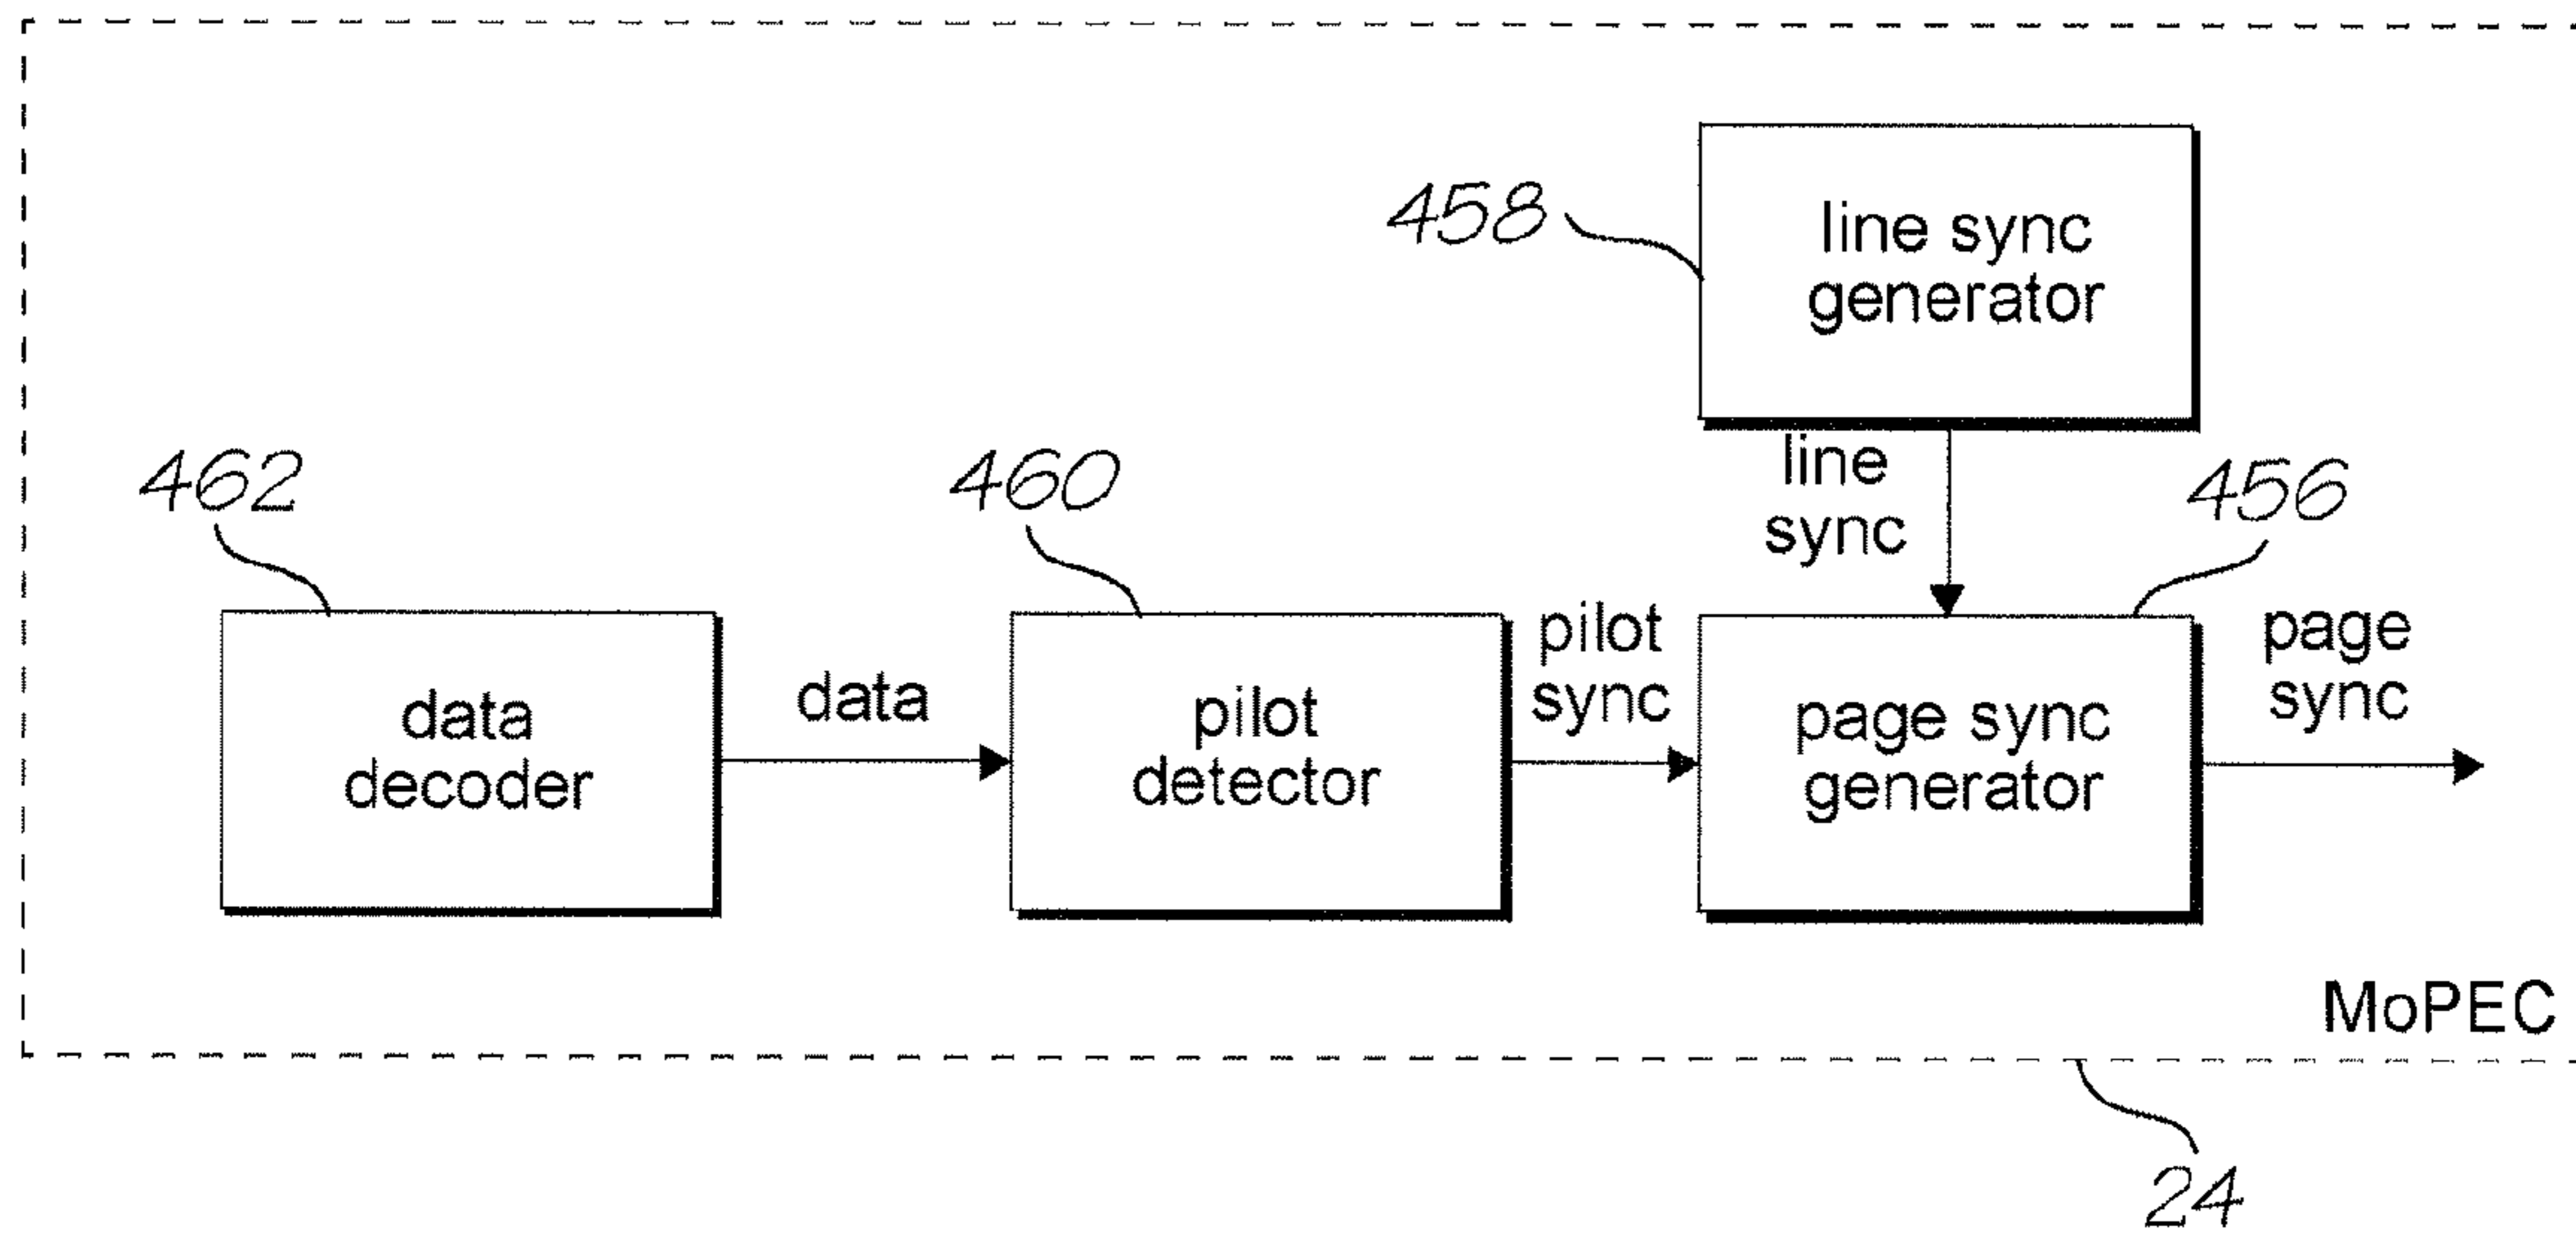 458
line sync
generator
line
sync
462
460
456
data
decoder
data
pilot
detector
pilot
sync
page sync
generator
page
sync
MoPEC
24